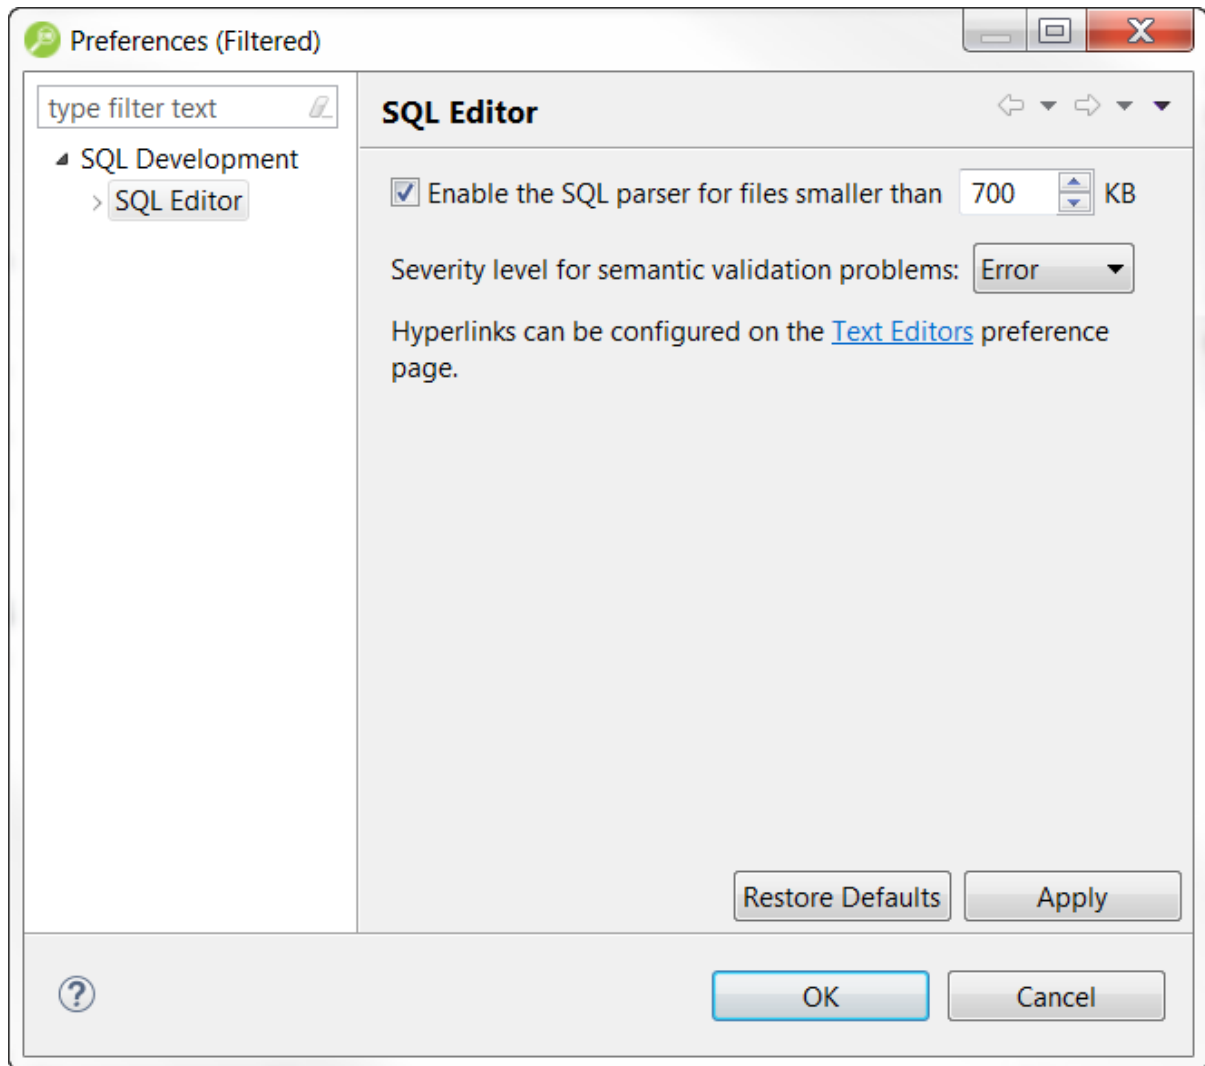 Preferences (Filtered)
type filter text
SQL Development
SQL Editor
SQL Editor
Enable the SQL parser for files smaller than 700 KB
Severity level for semantic validation problems: Error
Hyperlinks can be configured on the Text Editors preference
page.
Restore Defaults Apply
OK Cancel